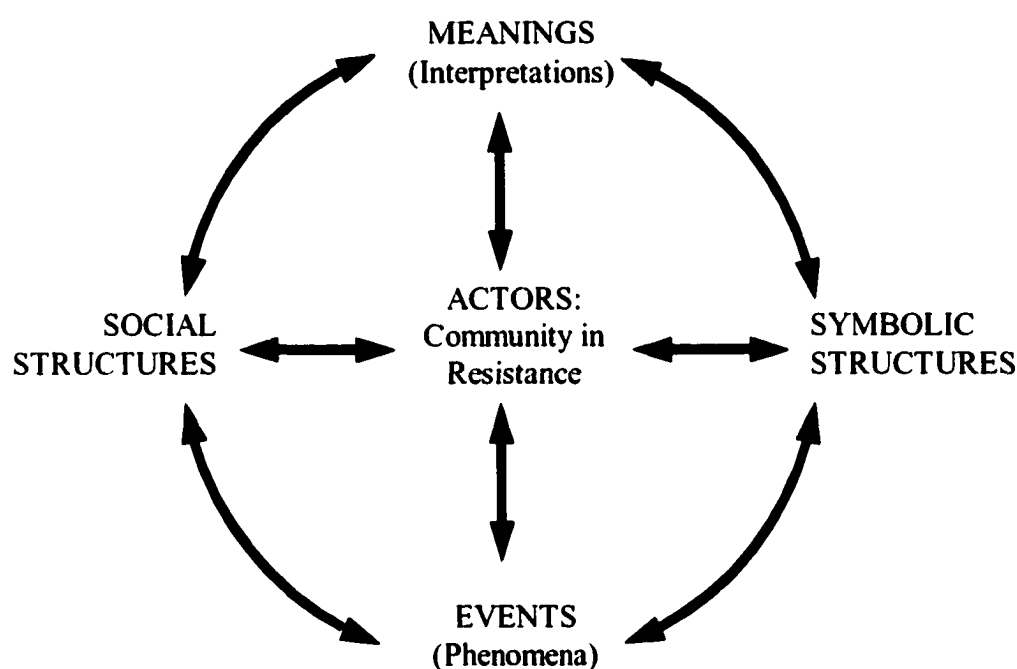 MEANINGS
(Interpretations)
SOCIAL
STRUCTURES
ACTORS:
Community in
Resistance
SYMBOLIC
STRUCTURES
EVENTS
(Phenomena)